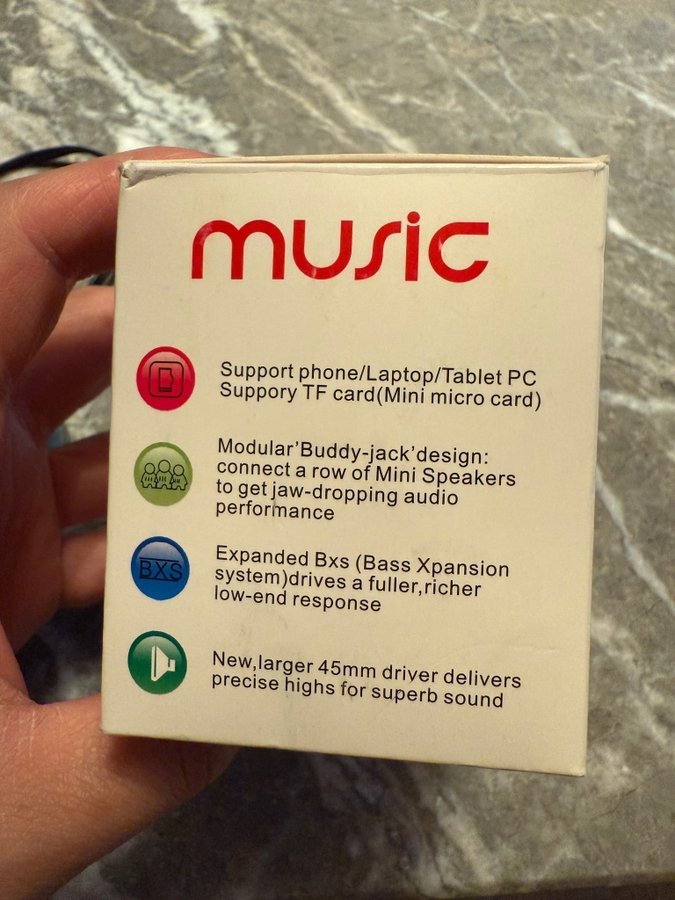 music
Support phone/Laptop/Tablet PC
Suppory TF card(Mini micro card)
Modular'Buddy-jack'design:
connect a row of Mini Speakers
to get jaw-dropping audio
performance
BXS
Expanded Bxs (Bass Xpansion
system)drives a fuller,richer
low-end response
New,larger 45mm driver delivers
precise highs for superb sound